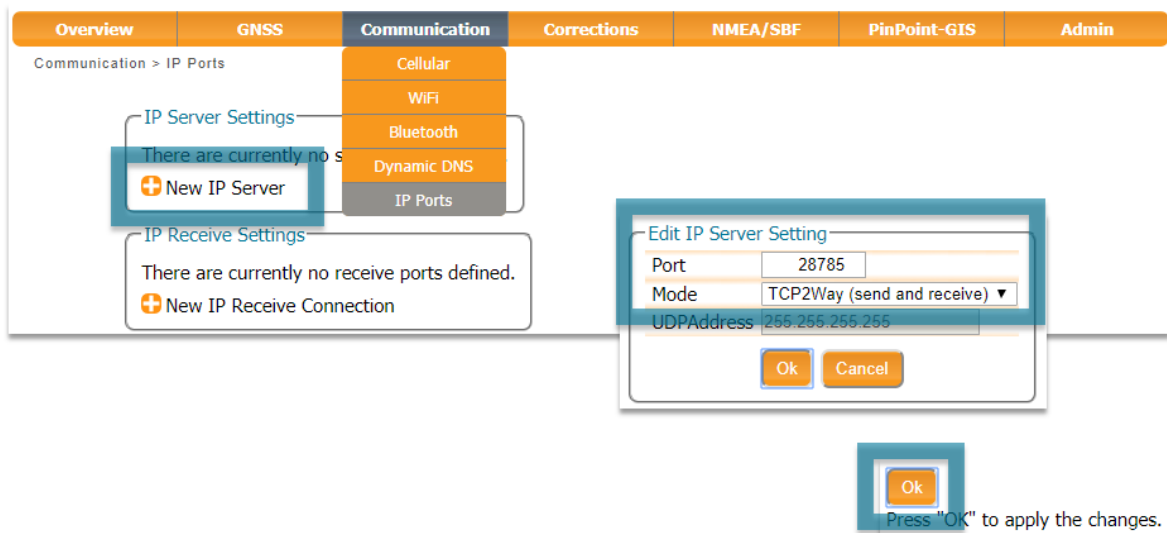 Overview GNSS Communication Corrections NMEA/SBF PinPoint-GIS Admin
Communication > IP Ports
Cellular
WiFi
Bluetooth
Dynamic DNS
IP Ports
IP Server Settings
There are currently no s
New IP Server
IP Receive Settings
There are currently no receive ports defined.
New IP Receive Connection
Edit IP Server Setting
Port 28785
Mode TCP2Way (send and receive)
UDPAddress 255.255.255.255
Ok Cancel
Ok
Press "OK" to apply the changes.